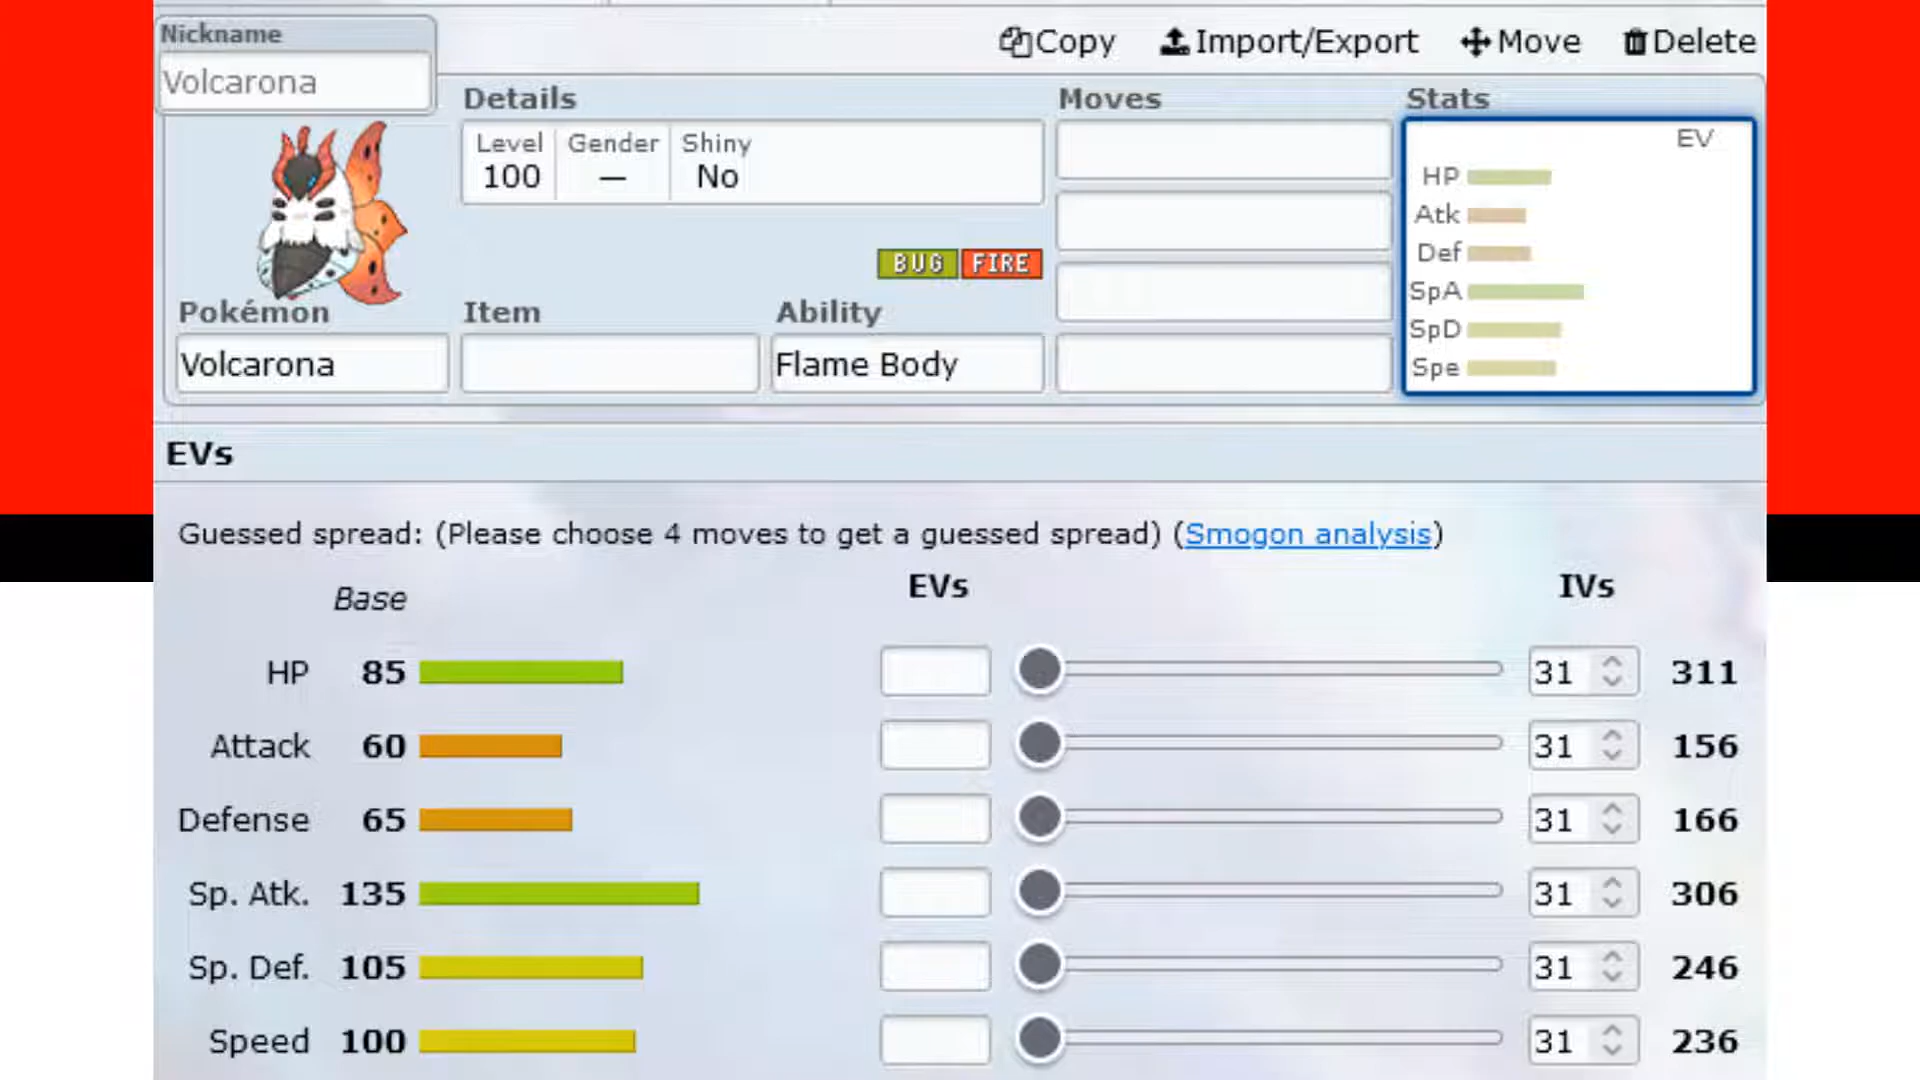 Nickname
Volcarona
Copy Import/Export Move Delete
Details Moves Stats
Level Gender Shiny
100 — No
EV
HP
Atk
Def
SpA
SpD
Spe
BUG FIRE
Pokémon Item Ability
Volcarona Flame Body
EVs
Guessed spread: (Please choose 4 moves to get a guessed spread) (Smogon analysis)
Base EVs IVs
HP 85 31 311
Attack 60 31 156
Defense 65 31 166
Sp. Atk. 135 31 306
Sp. Def. 105 31 246
Speed 100 31 236